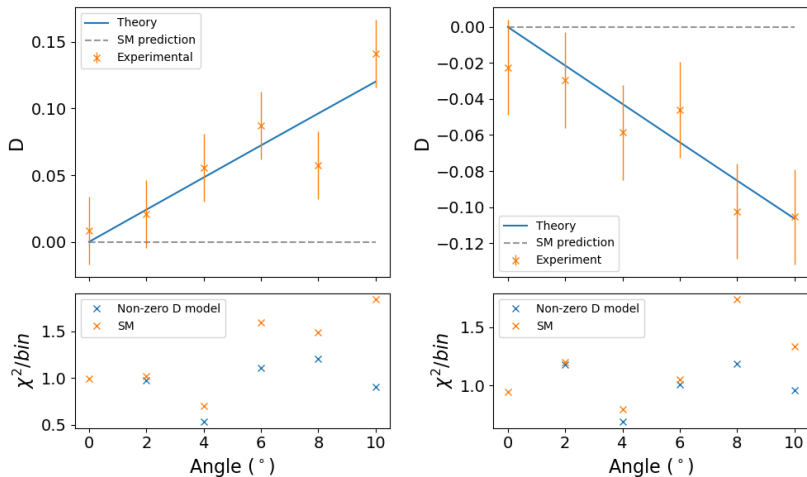 Theory
SM prediction
Experimental
D
0.15
0.10
0.05
0.00
Non-zero D model
SM
χ²/bin
1.5
1.0
0.5
0 2 4 6 8 10
Angle (°)
Theory
SM prediction
Experiment
D
−0.00
−0.02
−0.04
−0.06
−0.08
−0.10
−0.12
Non-zero D model
SM
χ²/bin
1.5
1.0
0 2 4 6 8 10
Angle (°)